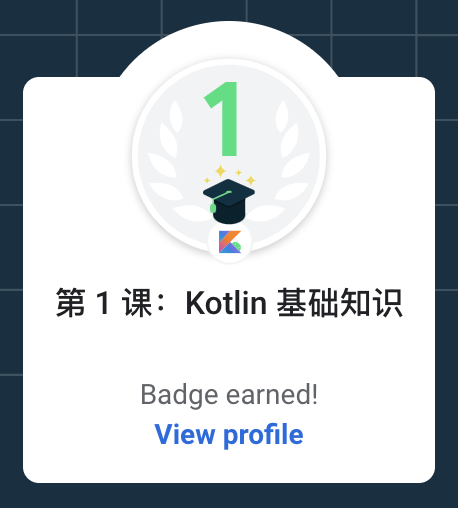 1
第 1 课：Kotlin 基础知识
Badge earned!
View profile